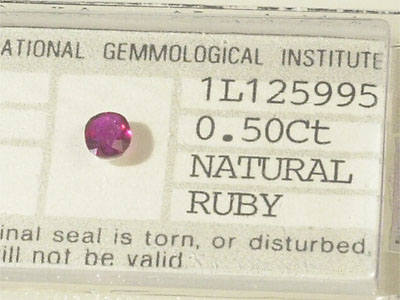 ATIONAL GEMMOLOGICAL INSTITUTE
1L125995
0.50Ct
NATURAL
RUBY
inal seal is torn, or disturbed,
ill not be valid